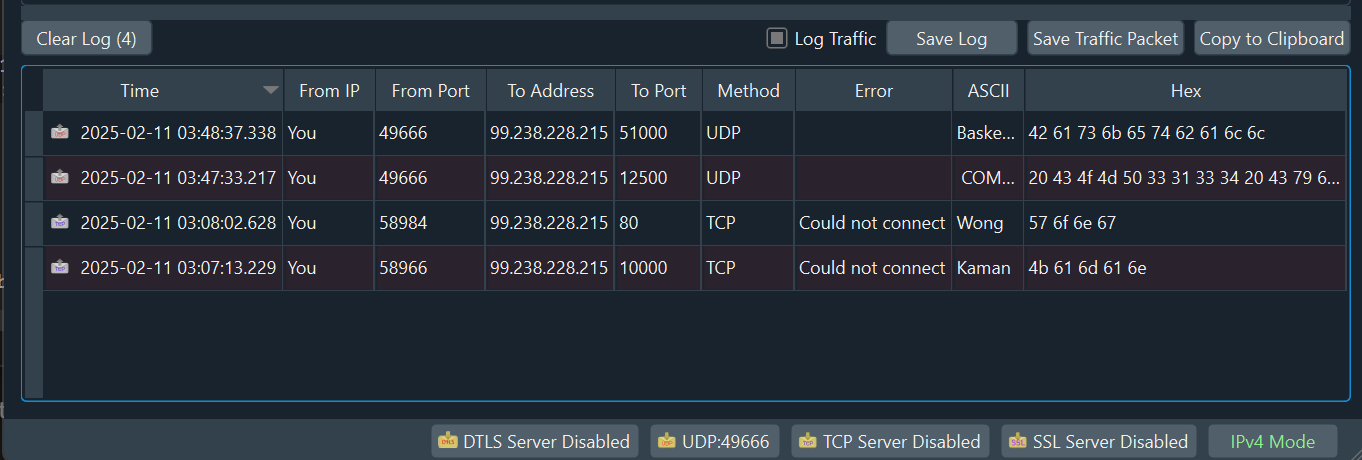 Clear Log (4) Log Traffic Save Log Save Traffic Packet Copy to Clipboard
Time From IP From Port To Address To Port Method Error ASCII Hex
2025-02-11 03:48:37.338 You 49666 99.238.228.215 51000 UDP Baske... 42 61 73 6b 65 74 62 61 6c 6c
2025-02-11 03:47:33.217 You 49666 99.238.228.215 12500 UDP COM... 20 43 4f 4d 50 33 31 33 34 20 43 79 6...
2025-02-11 03:08:02.628 You 58984 99.238.228.215 80 TCP Could not connect Wong 57 6f 6e 67
2025-02-11 03:07:13.229 You 58966 99.238.228.215 10000 TCP Could not connect Kaman 4b 61 6d 61 6e
DTLS Server Disabled UDP:49666 TCP Server Disabled SSL Server Disabled IPv4 Mode